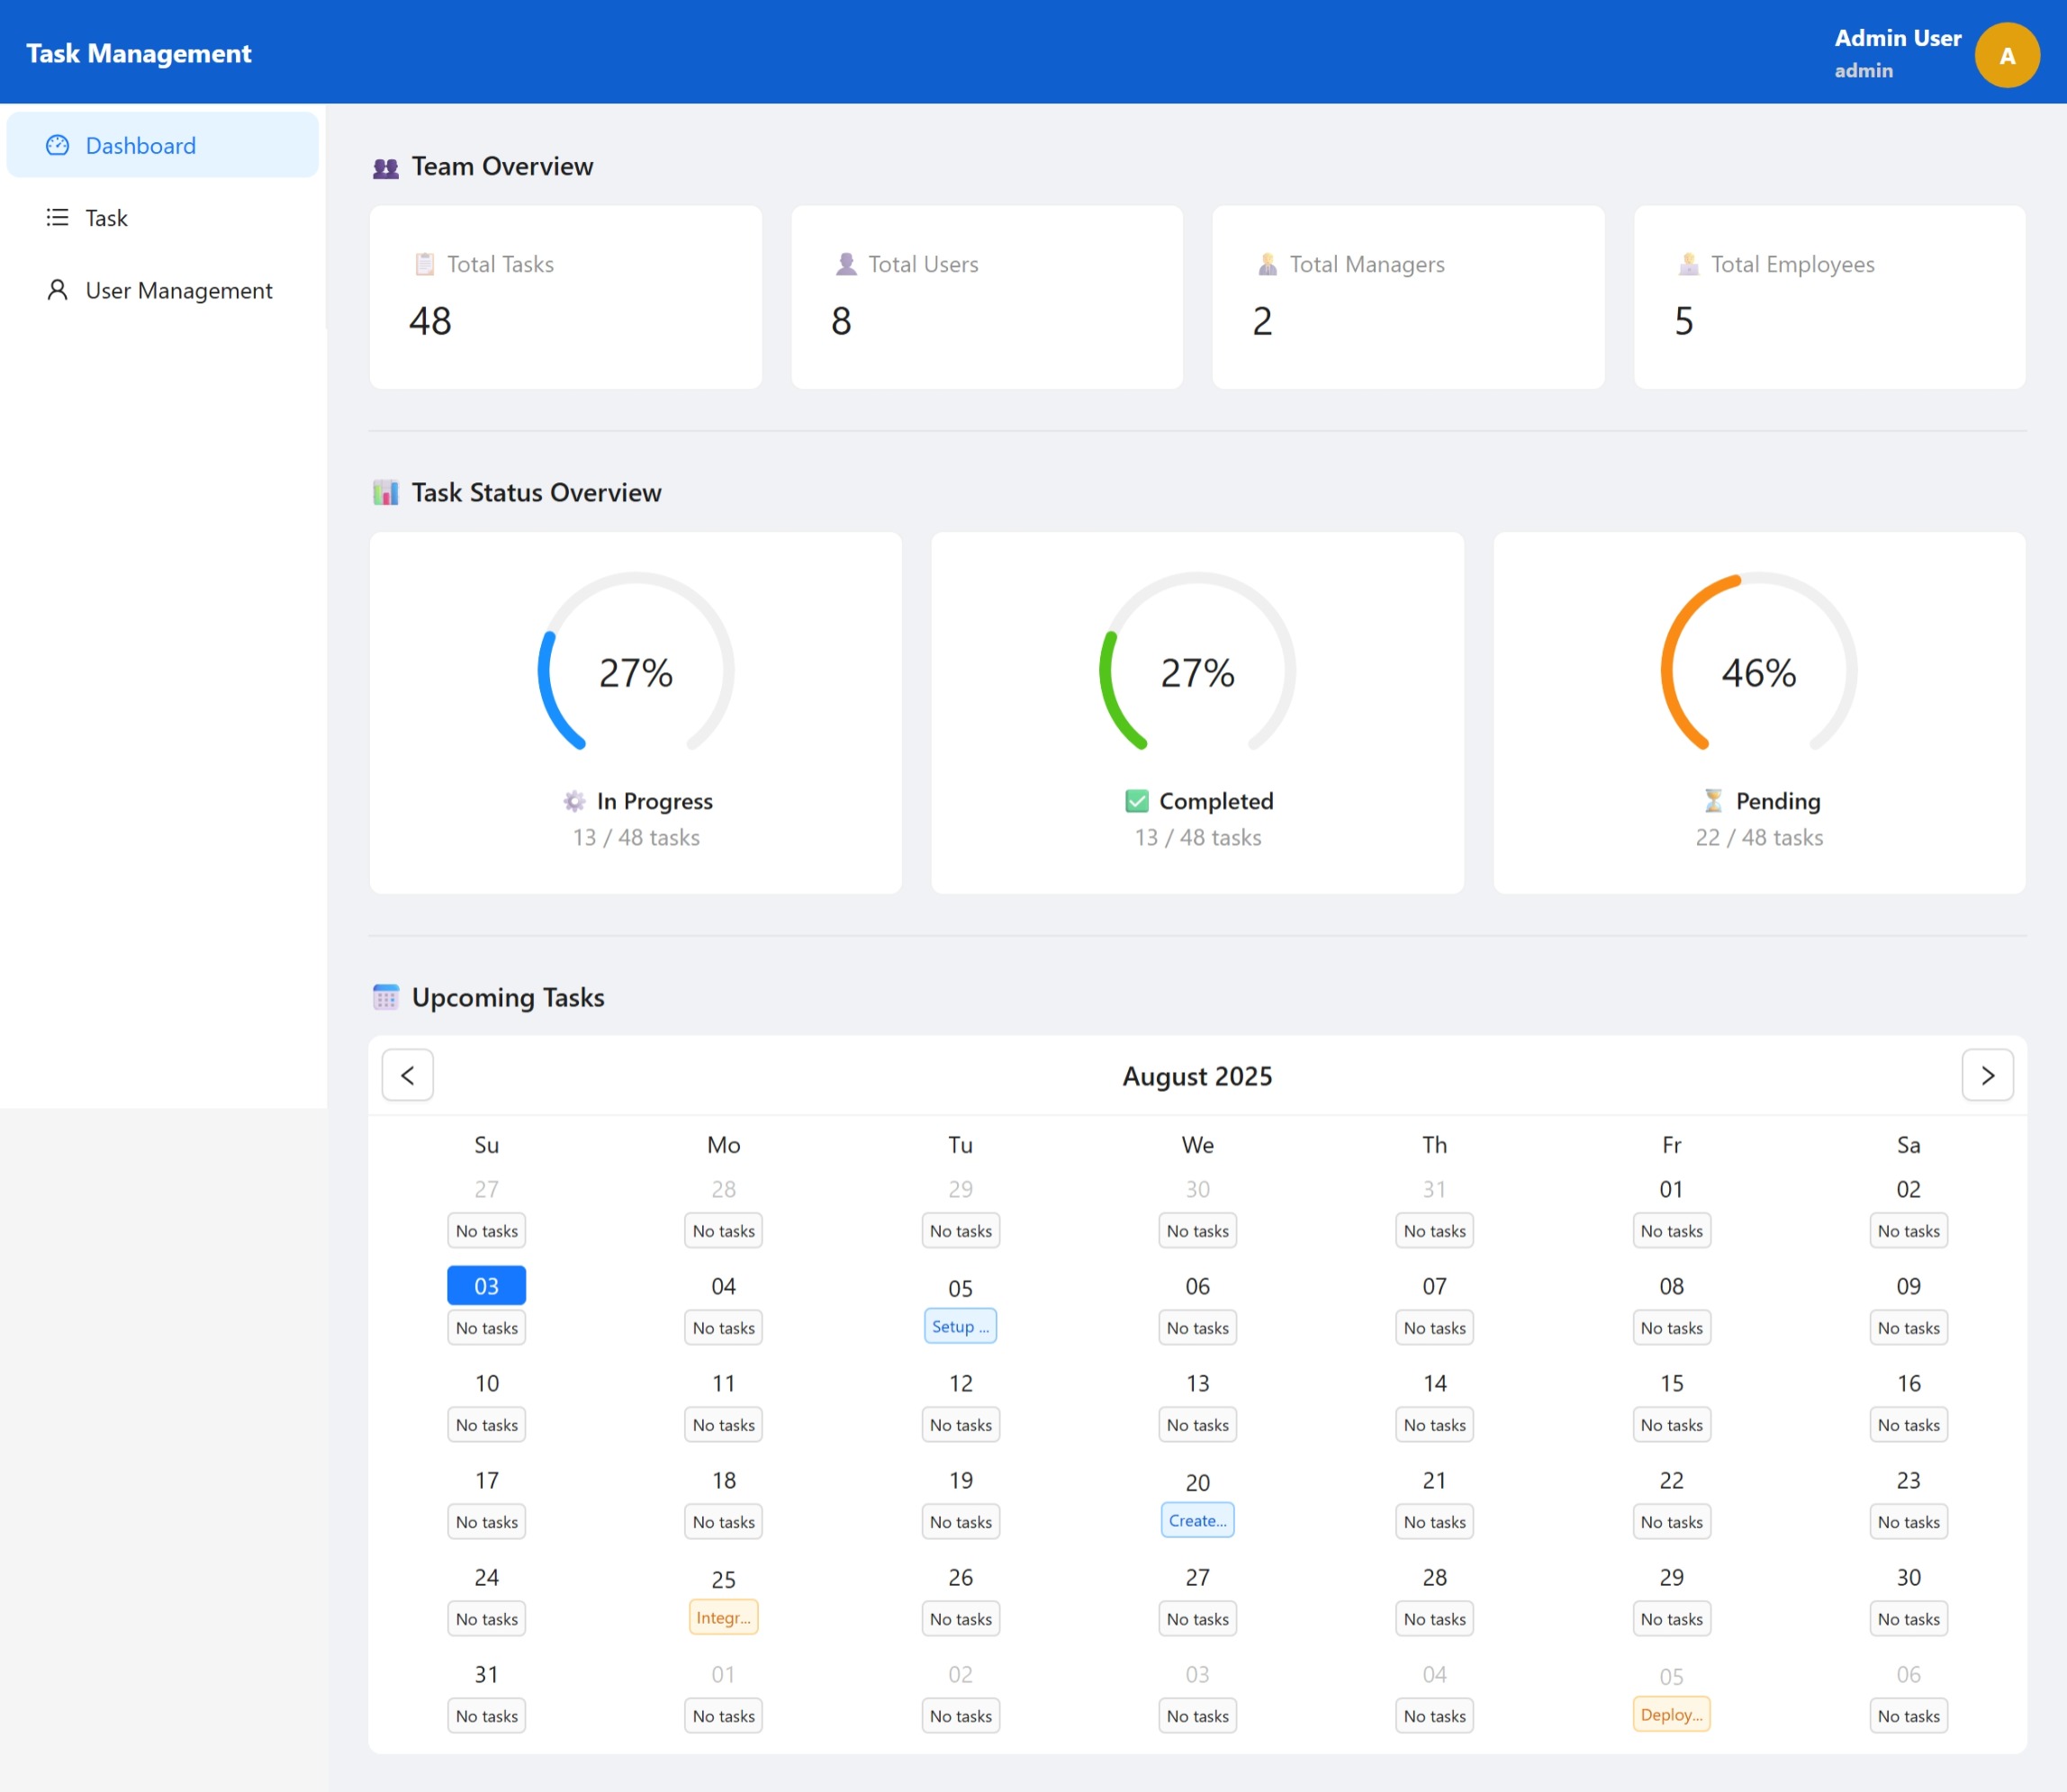 Task Management
Admin User
admin
A
Dashboard
Task
User Management
Team Overview
Total Tasks
48
Total Users
8
Total Managers
2
Total Employees
5
Task Status Overview
27%
In Progress
13 / 48 tasks
27%
Completed
13 / 48 tasks
46%
Pending
22 / 48 tasks
Upcoming Tasks
August 2025
Su Mo Tu We Th Fr Sa
27 28 29 30 31 01 02
No tasks No tasks No tasks No tasks No tasks No tasks No tasks
03 04 05 06 07 08 09
No tasks No tasks Setup ... No tasks No tasks No tasks No tasks
10 11 12 13 14 15 16
No tasks No tasks No tasks No tasks No tasks No tasks No tasks
17 18 19 20 21 22 23
No tasks No tasks No tasks Create... No tasks No tasks No tasks
24 25 26 27 28 29 30
No tasks Integr... No tasks No tasks No tasks No tasks No tasks
31 01 02 03 04 05 06
No tasks No tasks No tasks No tasks No tasks Deploy... No tasks